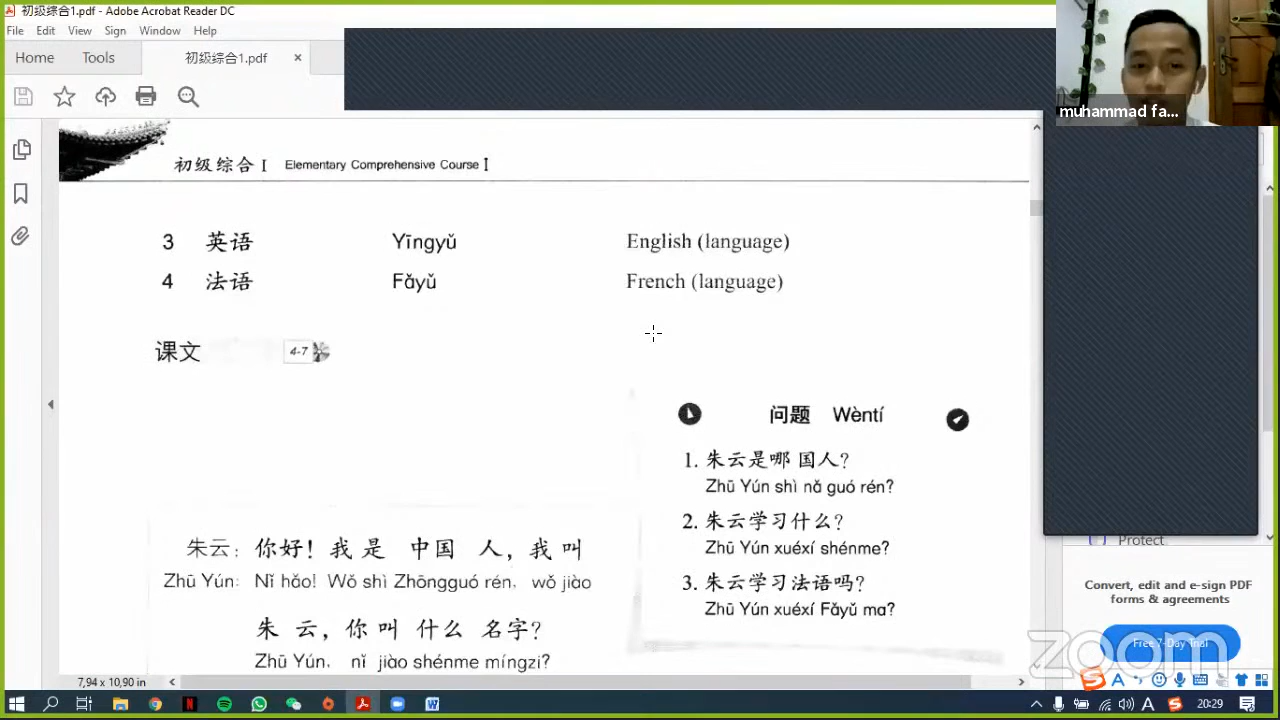 初级综合1.pdf - Adobe Acrobat Reader DC
File Edit View Sign Window Help
Home Tools 初级综合1.pdf ×
muhammad fa...
初级综合 I Elementary Comprehensive Course I
3 英语 Yīngyǔ English (language)
4 法语 Fǎyǔ French (language)
课文 4-7
问题 Wèntí
1. 朱云是哪 国人?
Zhū Yún shì nǎ guó rén?
2. 朱云学习什么?
Zhū Yún xuéxí shénme?
3. 朱云学习法语吗?
Zhū Yún xuéxí Fǎyǔ ma?
朱云: 你好! 我 是 中国 人, 我 叫
Zhū Yún: Nǐ hǎo! Wǒ shì Zhōngguó rén, wǒ jiào
朱 云, 你 叫 什么 名字?
Zhū Yún, nǐ jiào shénme míngzi?
Protect
Convert, edit and e-sign PDF
forms & agreements
Free 7-Day Trial
zoom
7,94 x 10,90 in
20:29